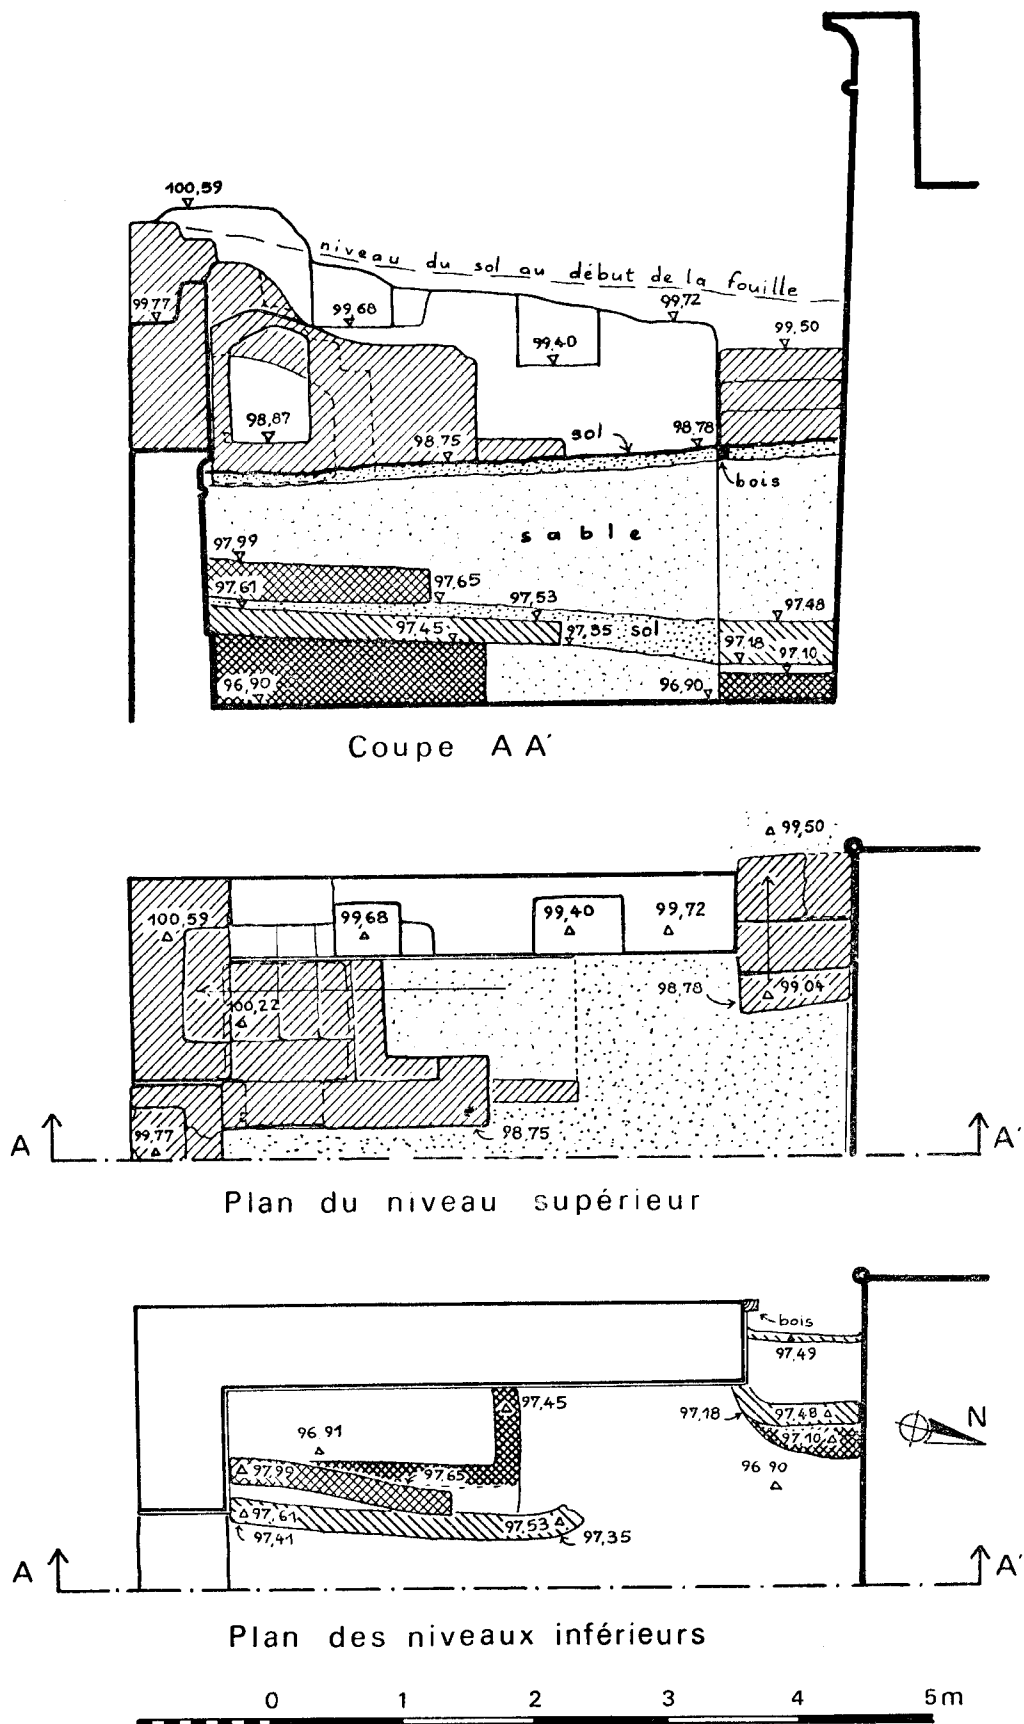 100,59
niveau du sol au début de la fouille
99,77
99,68
99,72
99,40
99,50
98,87
98,75
sol
98,78
bois
sable
97,99
97,61
97,65
97,53
97,48
97,45
97,35 sol
97,18
97,10
96,90
96,90
Coupe A A'
99,50
100,59
99,68
99,40
99,72
98,78
99,04
100,22
A
99,77
98,75
A'
Plan du niveau supérieur
bois
97,49
97,45
97,18
97,48
N
97,10
96 91
97,99
97,65
96 90
97,61
97,53
97,41
97,35
A
A'
Plan des niveaux inférieurs
0 1 2 3 4 5m